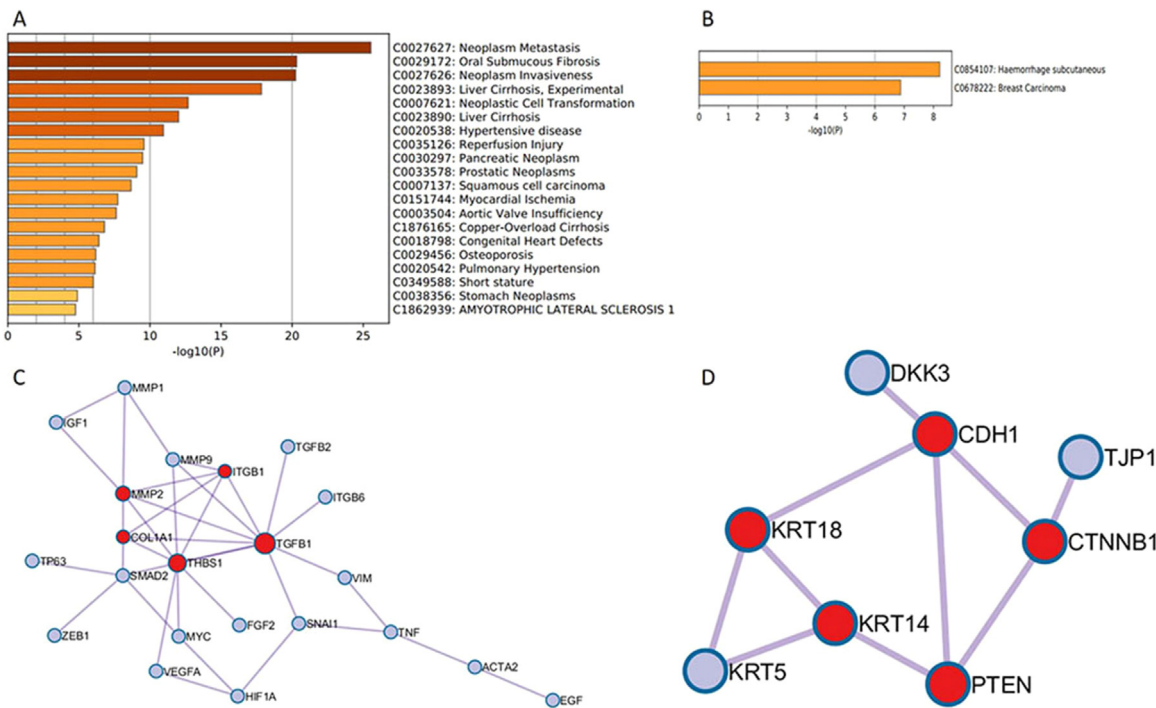 A
C0027627: Neoplasm Metastasis
C0029172: Oral Submucous Fibrosis
C0027626: Neoplasm Invasiveness
C0023893: Liver Cirrhosis, Experimental
C0007621: Neoplastic Cell Transformation
C0023890: Liver Cirrhosis
C0020538: Hypertensive disease
C0035126: Reperfusion Injury
C0030297: Pancreatic Neoplasm
C0033578: Prostatic Neoplasms
C0007137: Squamous cell carcinoma
C0151744: Myocardial Ischemia
C0003504: Aortic Valve Insufficiency
C1876165: Copper-Overload Cirrhosis
C0018798: Congenital Heart Defects
C0029456: Osteoporosis
C0020542: Pulmonary Hypertension
C0349588: Short stature
C0038356: Stomach Neoplasms
C1862939: AMYOTROPHIC LATERAL SCLEROSIS 1
0 5 10 15 20 25
-log10(P)
B
C0854107: Haemorrhage subcutaneous
C0678222: Breast Carcinoma
0 1 2 3 4 5 6 7 8
-log10(P)
C
MMP1
IGF1
TGFB2
MMP9
ITGB1
MMP2
ITGB6
COL1A1
TGFB1
TP63
THBS1
SMAD2
VIM
FGF2
SNAI1
ZEB1
MYC
TNF
VEGFA
ACTA2
HIF1A
EGF
D
DKK3
CDH1
TJP1
KRT18
CTNNB1
KRT14
KRT5
PTEN